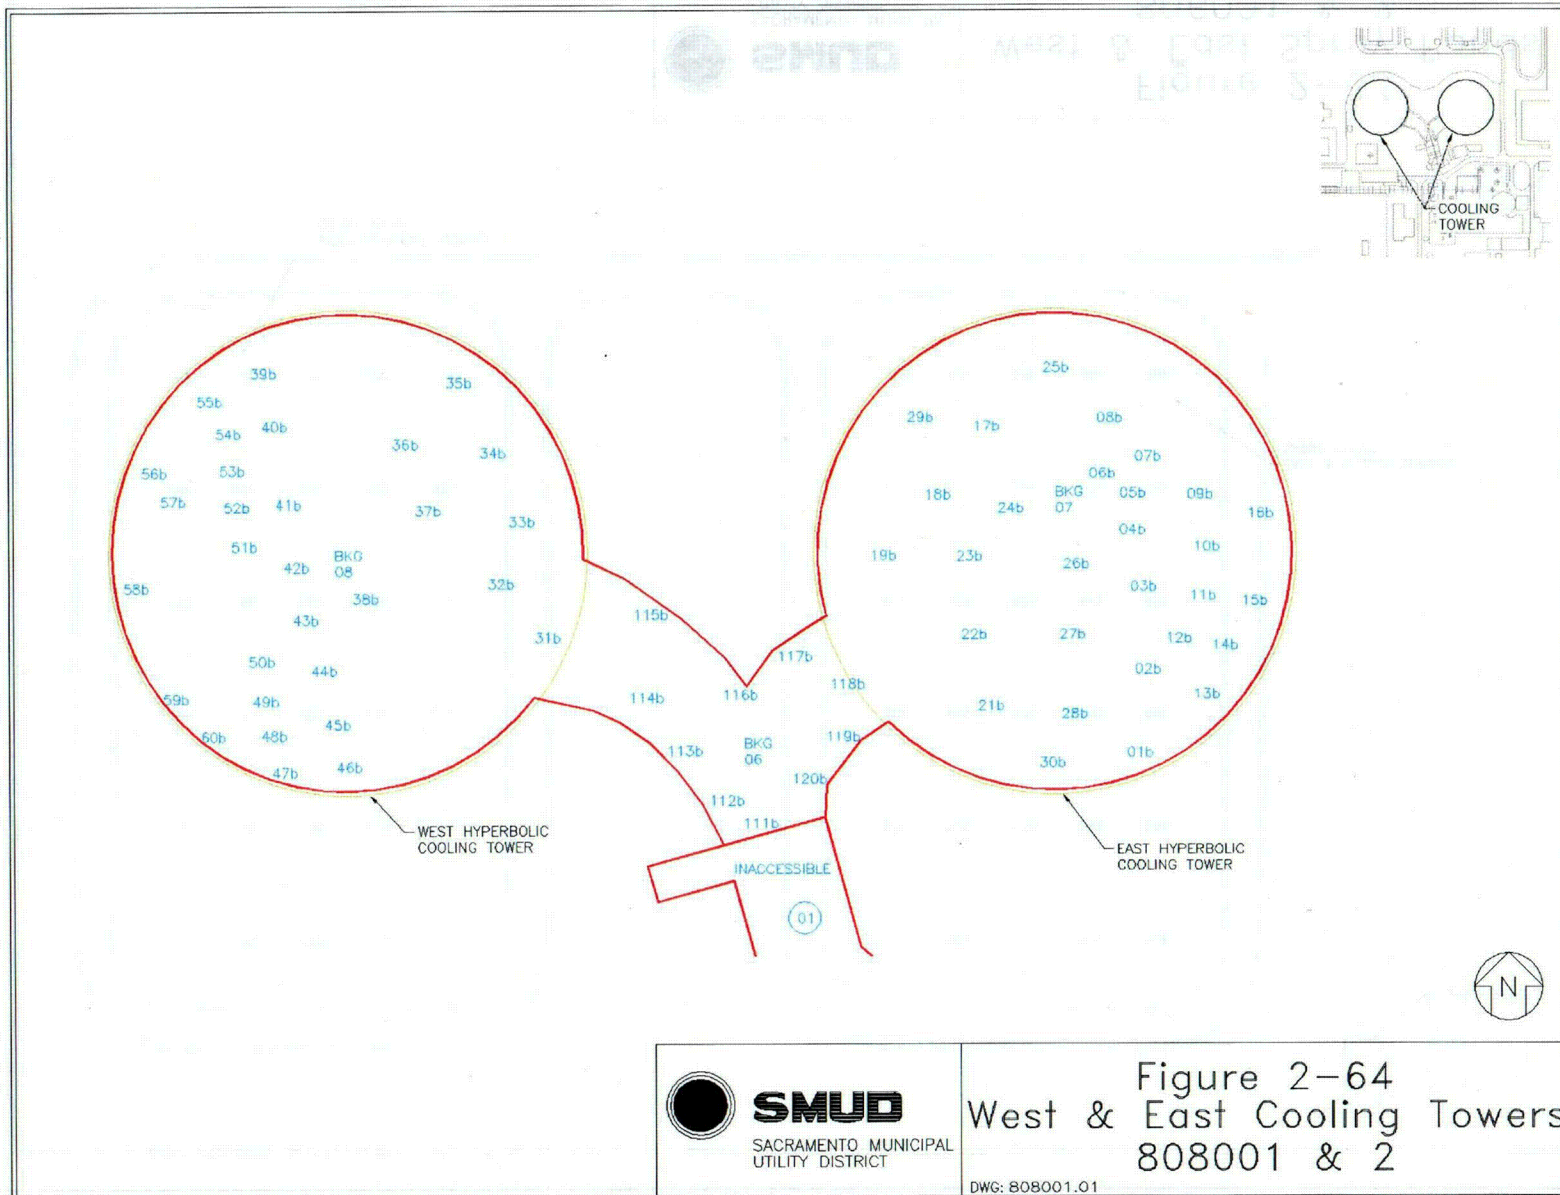 COOLING
TOWER
25b
39b
35b
55b
29b
17b
08b
40b
54b
36b
34b
07b
56b
53b
06b
57b
52b
41b
37b
33b
18b
24b
BKG
07
05b
09b
16b
04b
51b
BKG
08
19b
23b
26b
10b
42b
58b
38b
32b
03b
11b
15b
43b
115b
31b
22b
27b
12b
14b
50b
44b
117b
02b
59b
49b
114b
116b
118b
13b
21b
28b
60b
48b
45b
113b
BKG
06
119b
01b
47b
46b
120b
30b
112b
111b
WEST HYPERBOLIC
COOLING TOWER
EAST HYPERBOLIC
COOLING TOWER
INACCESSIBLE
01
N
SMUD
SACRAMENTO MUNICIPAL
UTILITY DISTRICT
Figure 2-64
West & East Cooling Towers
808001 & 2
DWG: 808001.01